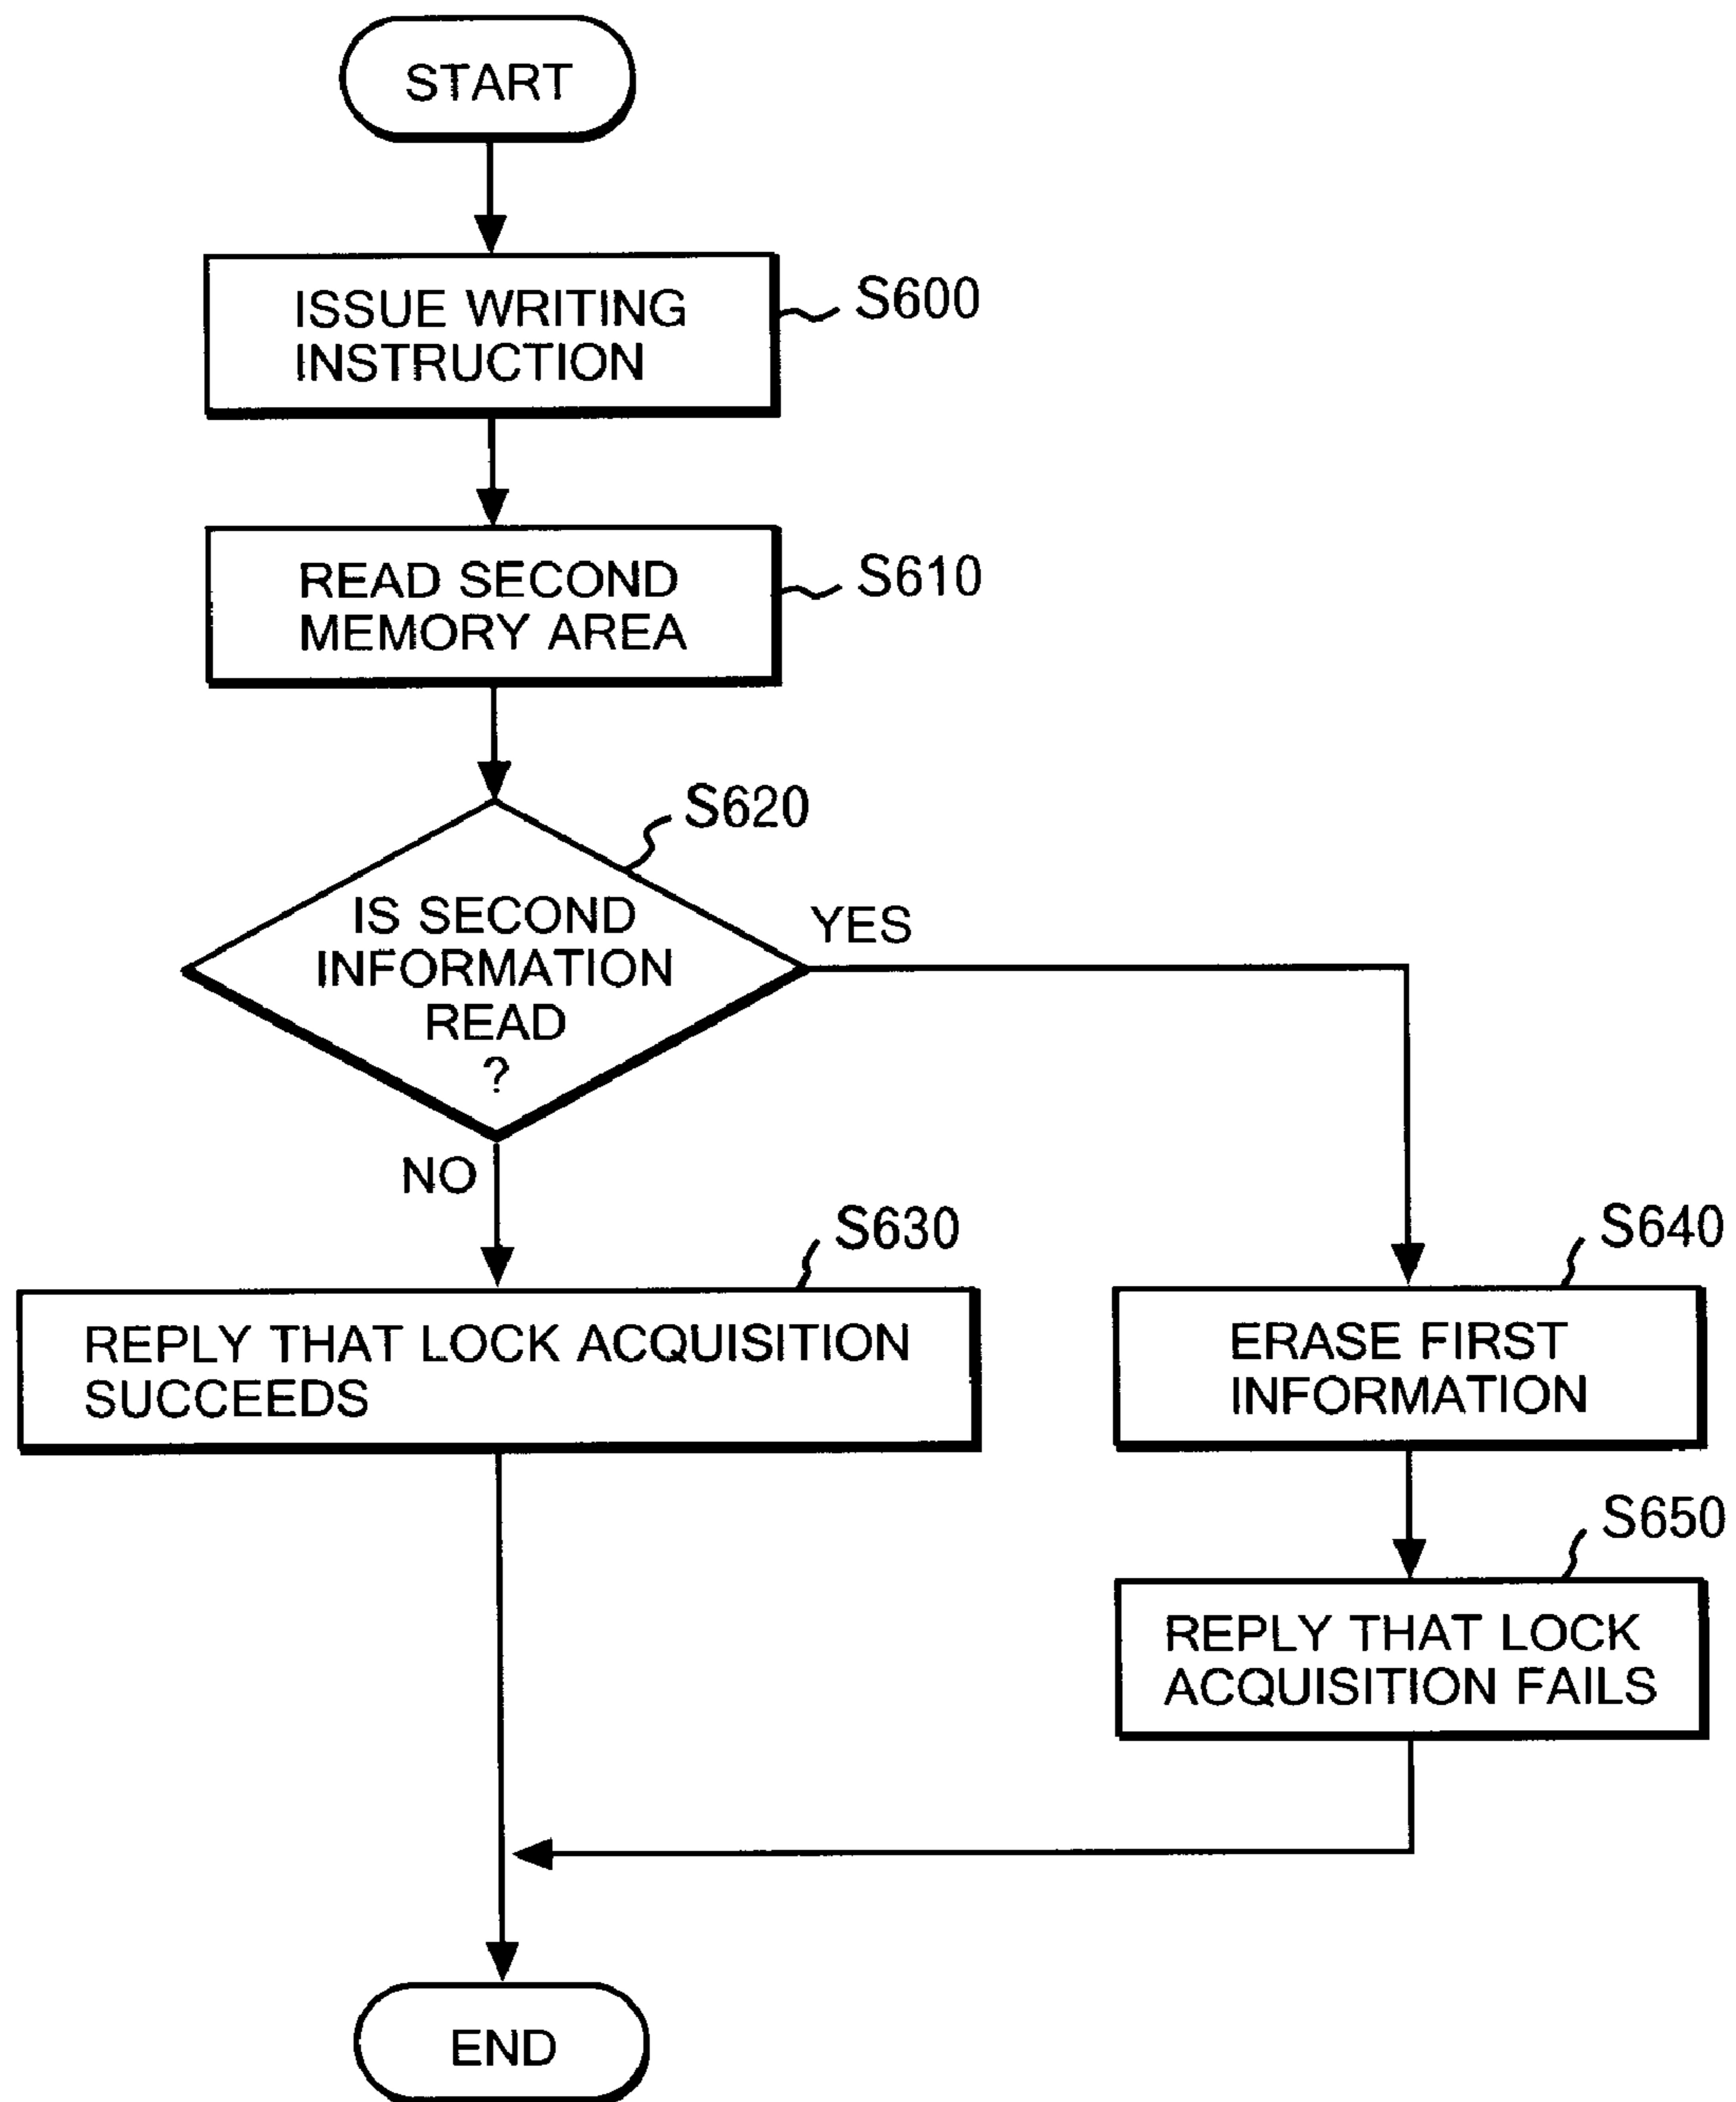 START
ISSUE WRITING
INSTRUCTION
S600
READ SECOND
MEMORY AREA
S610
S620
IS SECOND
INFORMATION
READ
?
YES
NO
S630
REPLY THAT LOCK ACQUISITION
SUCCEEDS
S640
ERASE FIRST
INFORMATION
S650
REPLY THAT LOCK
ACQUISITION FAILS
END